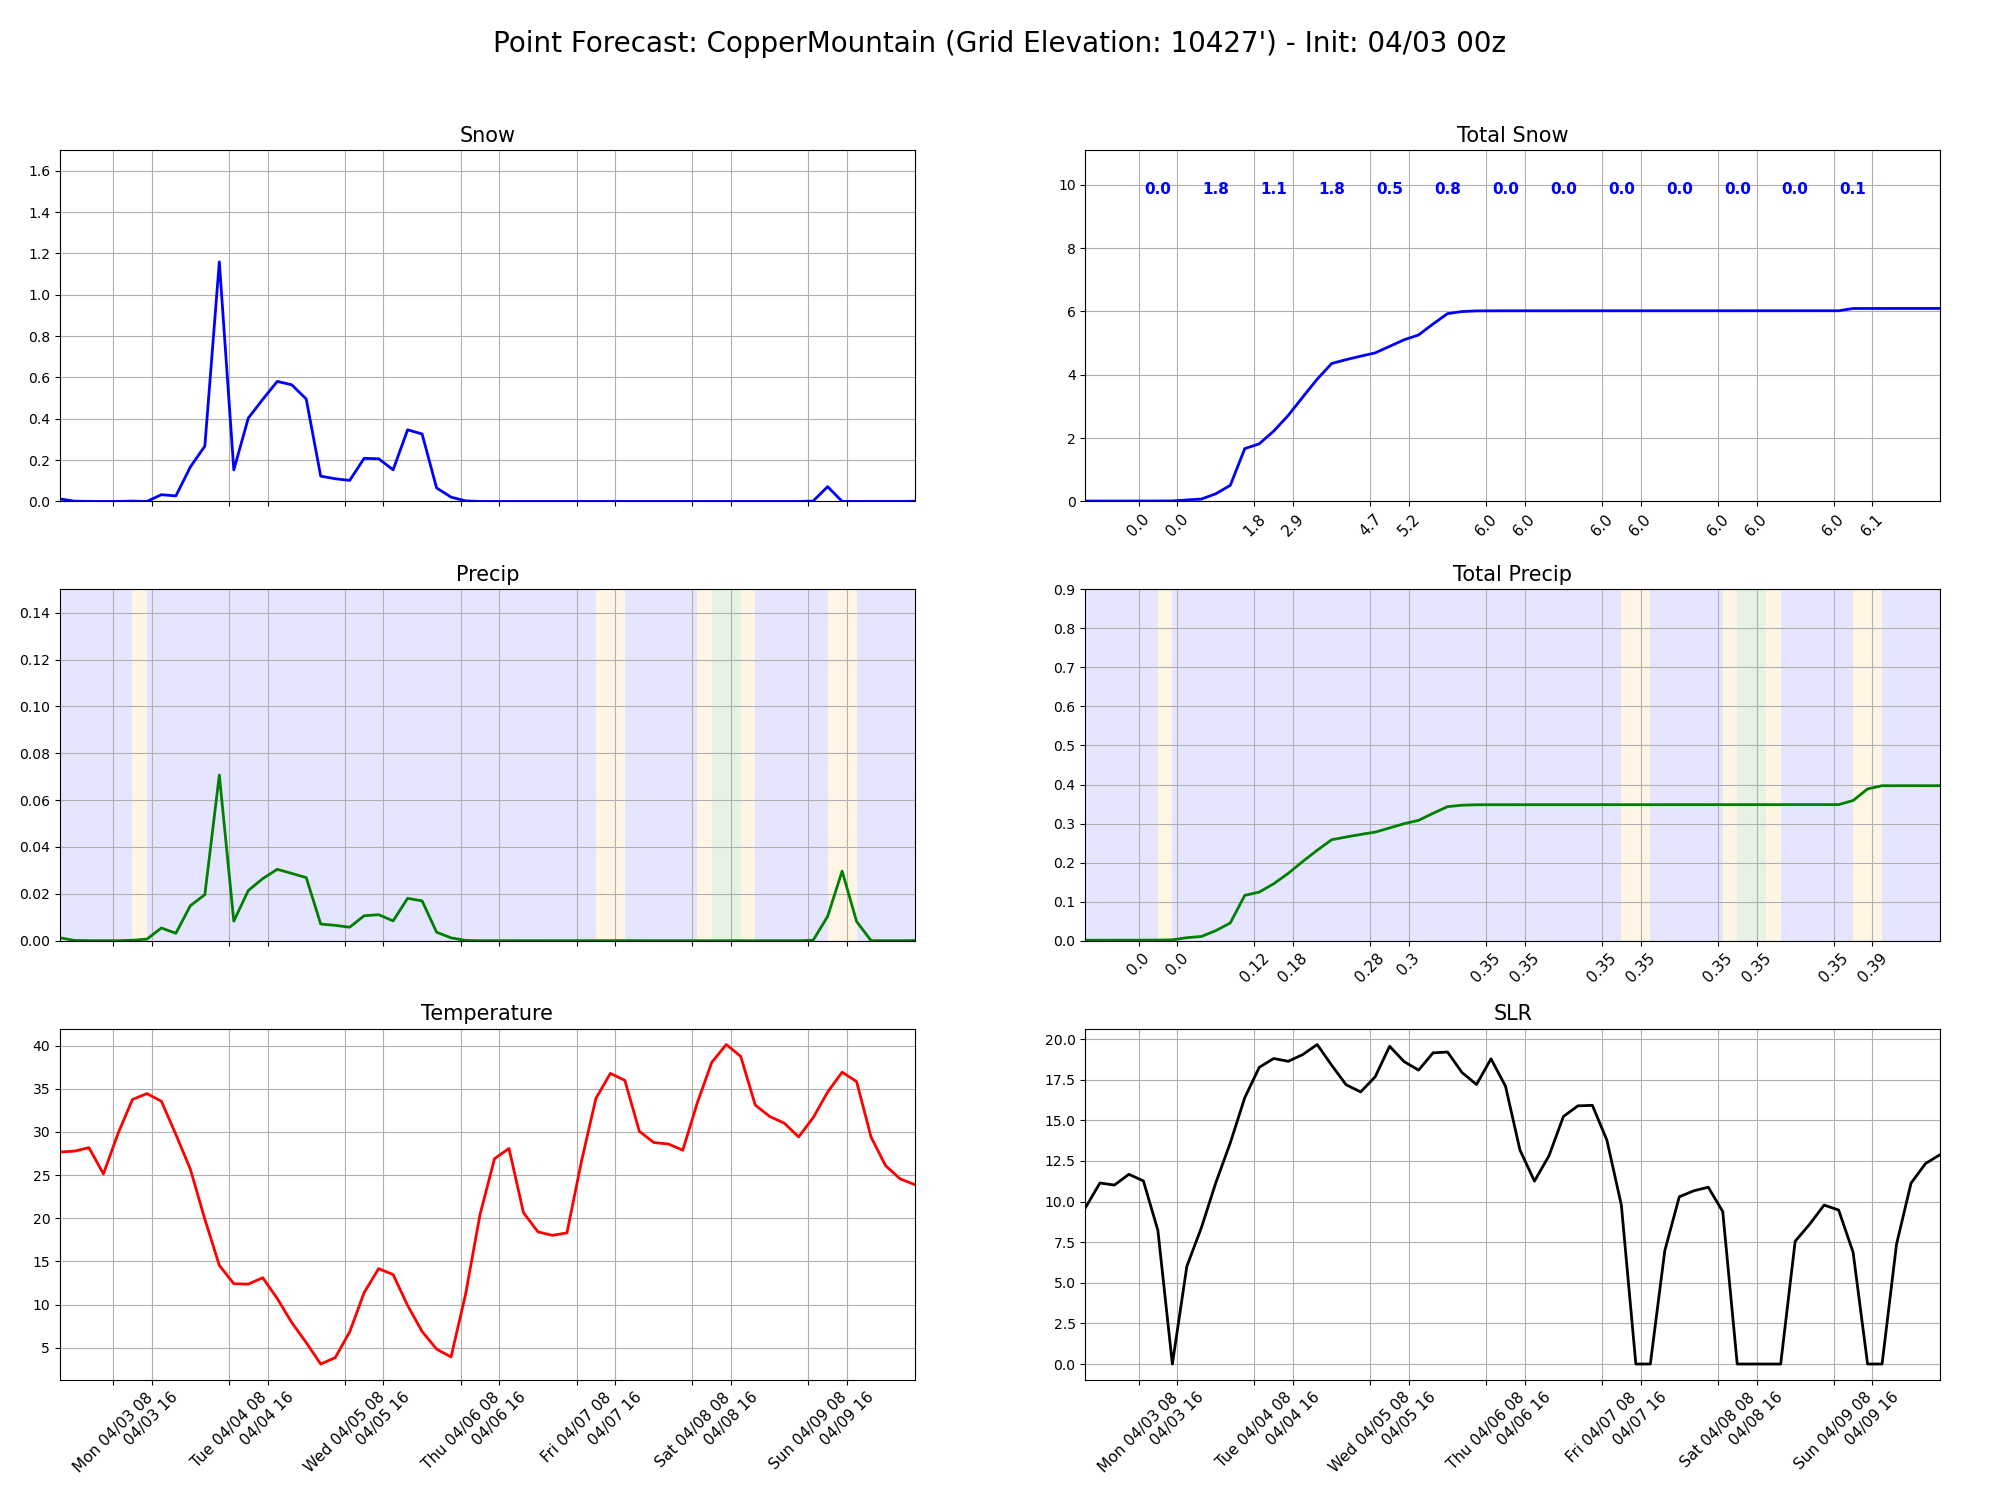 Point Forecast: CopperMountain (Grid Elevation: 10427') - Init: 04/03 00z
Snow
1.6
1.4
1.2
1.0
0.8
0.6
0.4
0.2
0.0
Total Snow
10
8
6
4
2
0
0.0 1.8 1.1 1.8 0.5 0.8 0.0 0.0 0.0 0.0 0.0 0.0 0.1
0.0 0.0 1.8 2.9 4.7 5.2 6.0 6.0 6.0 6.0 6.0 6.0 6.0 6.1
Precip
0.14
0.12
0.10
0.08
0.06
0.04
0.02
0.00
Total Precip
0.9
0.8
0.7
0.6
0.5
0.4
0.3
0.2
0.1
0.0
0.0 0.0 0.12 0.18 0.28 0.3 0.35 0.35 0.35 0.35 0.35 0.35 0.35 0.39
Temperature
40
35
30
25
20
15
10
5
Mon 04/03 08
04/03 16
Tue 04/04 08
04/04 16
Wed 04/05 08
04/05 16
Thu 04/06 08
04/06 16
Fri 04/07 08
04/07 16
Sat 04/08 08
04/08 16
Sun 04/09 08
04/09 16
SLR
20.0
17.5
15.0
12.5
10.0
7.5
5.0
2.5
0.0
Mon 04/03 08
04/03 16
Tue 04/04 08
04/04 16
Wed 04/05 08
04/05 16
Thu 04/06 08
04/06 16
Fri 04/07 08
04/07 16
Sat 04/08 08
04/08 16
Sun 04/09 08
04/09 16